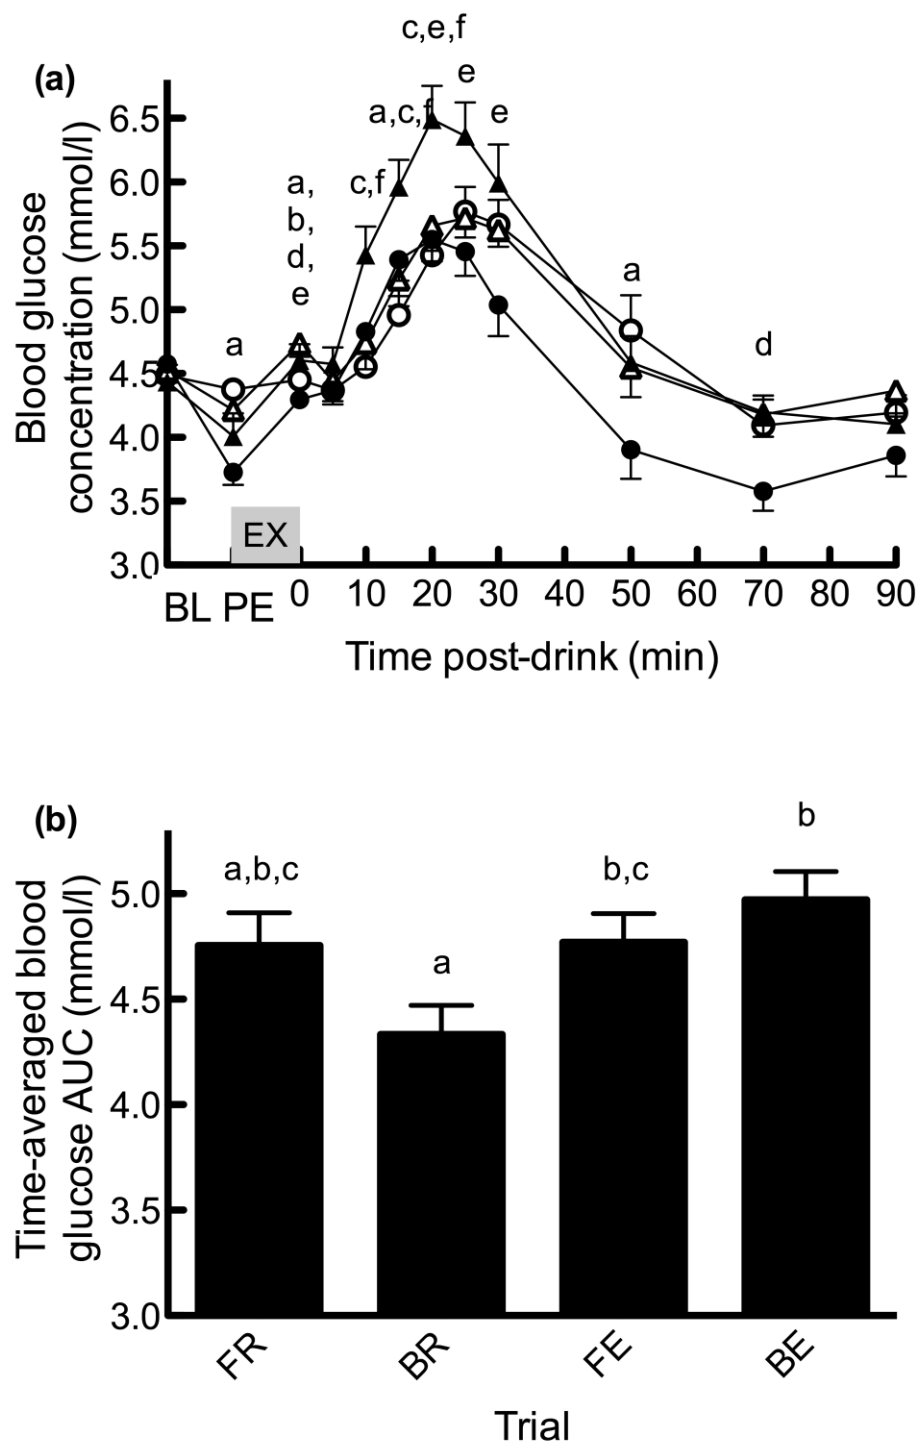 (a)
Blood glucose
concentration (mmol/l)
c,e,f
e
a,c,f
e
c,f
a,
b,
d,
e
a
a
d
6.5
6.0
5.5
5.0
4.5
4.0
3.5
3.0
EX
BL PE 0 10 20 30 40 50 60 70 80 90
Time post-drink (min)
(b)
Time-averaged blood
glucose AUC (mmol/l)
a,b,c
a
b,c
b
5.0
4.5
4.0
3.5
3.0
FR BR FE BE
Trial